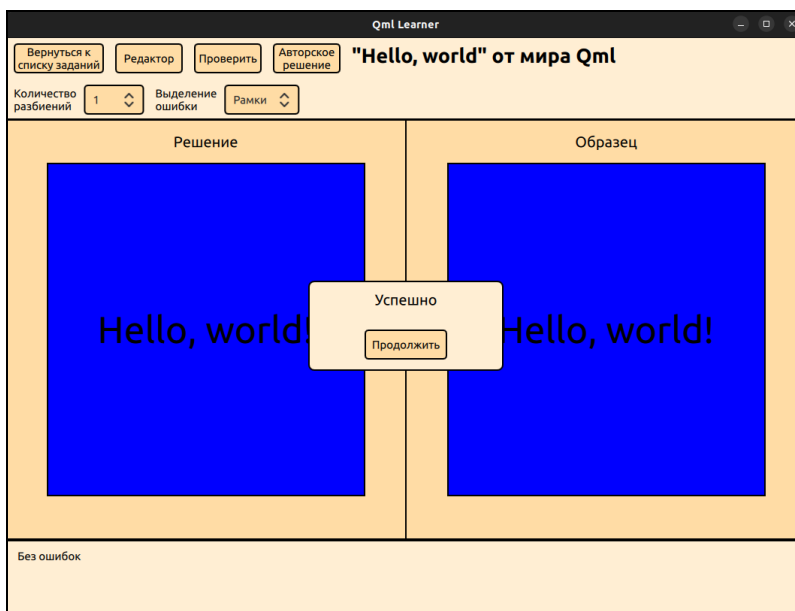 Qml Learner
Вернуться к
списку заданий
Редактор
Проверить
Авторское
решение
"Hello, world" от мира Qml
Количество
разбиений
1
Выделение
ошибки
Рамки
Решение
Образец
Hello, world!
Hello, world!
Успешно
Продолжить
Без ошибок